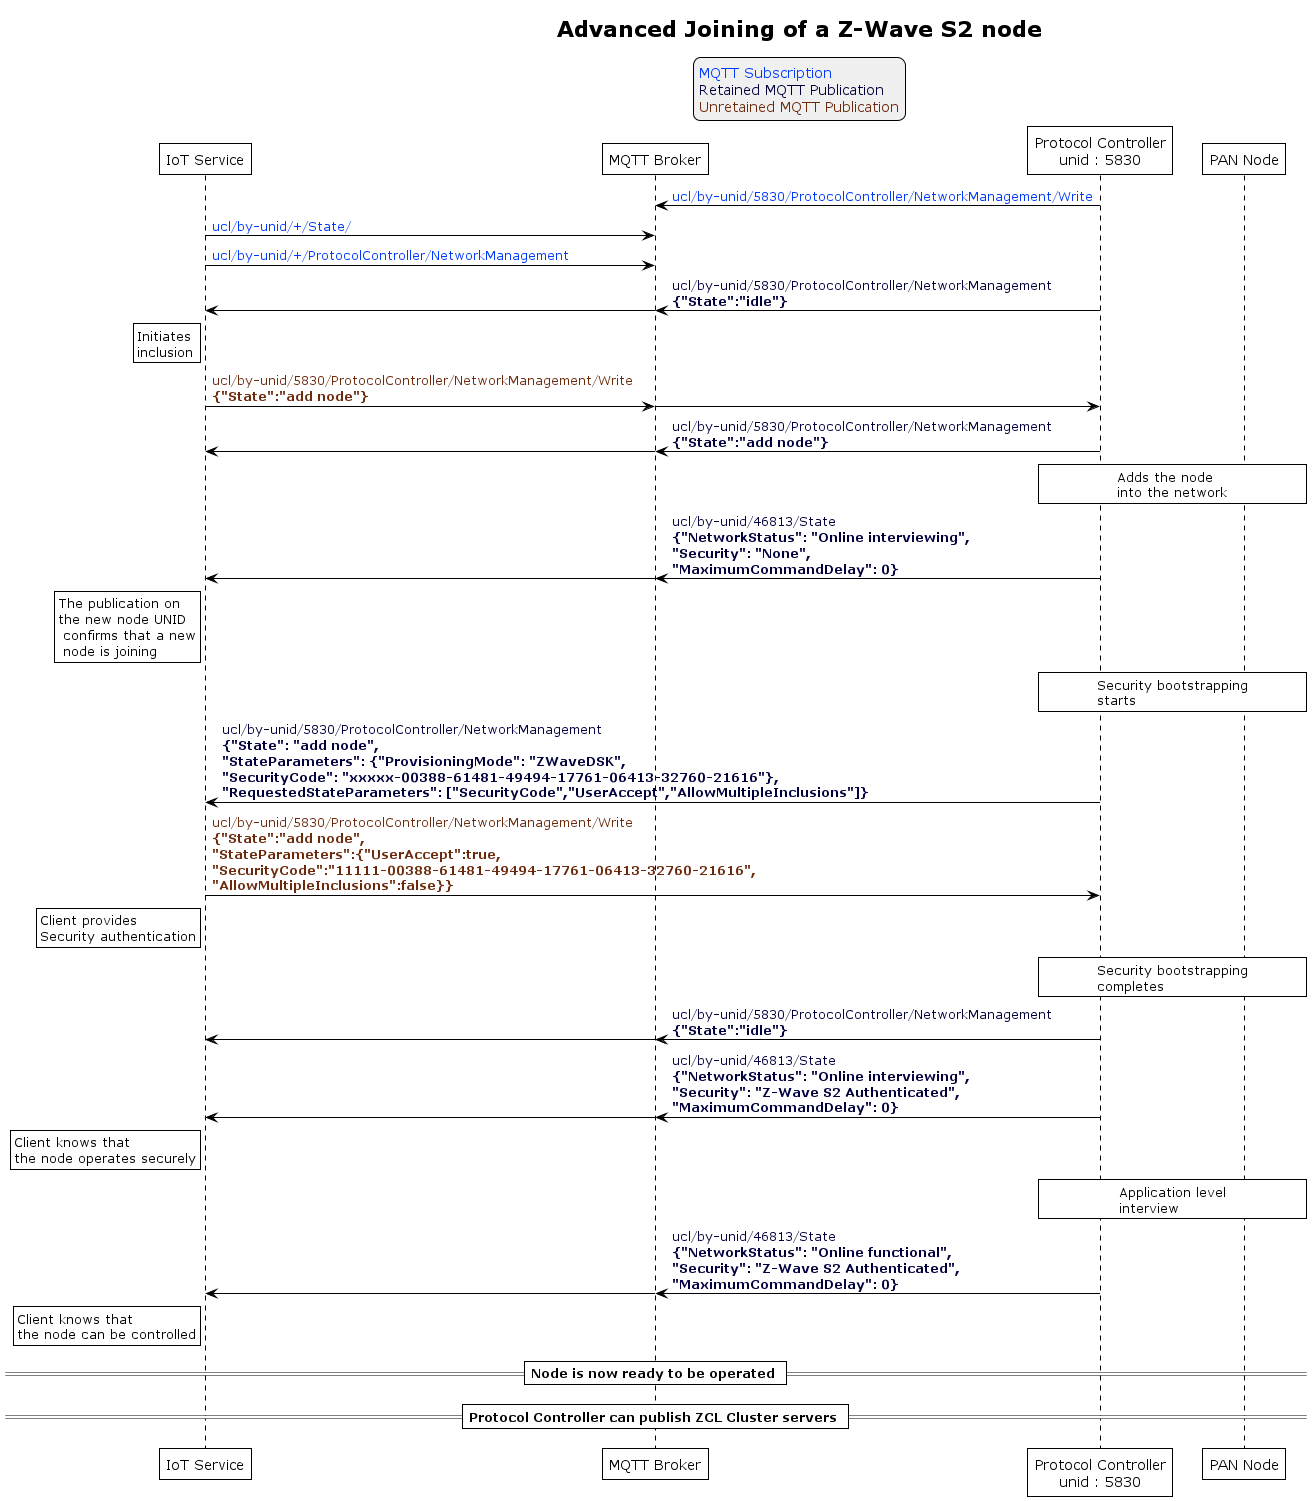 Advanced Joining of a Z-Wave S2 node
MQTT Subscription
Retained MQTT Publication
Unretained MQTT Publication
IoT Service
MQTT Broker
Protocol Controller
unid : 5830
PAN Node
ucl/by-unid/5830/ProtocolController/NetworkManagement/Write
ucl/by-unid/+/State/
ucl/by-unid/+/ProtocolController/NetworkManagement
ucl/by-unid/5830/ProtocolController/NetworkManagement
{"State":"idle"}
Initiates
inclusion
ucl/by-unid/5830/ProtocolController/NetworkManagement/Write
{"State":"add node"}
ucl/by-unid/5830/ProtocolController/NetworkManagement
{"State":"add node"}
Adds the node
into the network
ucl/by-unid/46813/State
{"NetworkStatus": "Online interviewing",
"Security": "None",
"MaximumCommandDelay": 0}
The publication on
the new node UNID
confirms that a new
node is joining
Security bootstrapping
starts
ucl/by-unid/5830/ProtocolController/NetworkManagement
{"State": "add node",
"StateParameters": {"ProvisioningMode": "ZWaveDSK",
"SecurityCode": "xxxxx-00388-61481-49494-17761-06413-32760-21616"},
"RequestedStateParameters": ["SecurityCode","UserAccept","AllowMultipleInclusions"]}
ucl/by-unid/5830/ProtocolController/NetworkManagement/Write
{"State":"add node",
"StateParameters":{"UserAccept":true,
"SecurityCode":"11111-00388-61481-49494-17761-06413-32760-21616",
"AllowMultipleInclusions":false}}
Client provides
Security authentication
Security bootstrapping
completes
ucl/by-unid/5830/ProtocolController/NetworkManagement
{"State":"idle"}
ucl/by-unid/46813/State
{"NetworkStatus": "Online interviewing",
"Security": "Z-Wave S2 Authenticated",
"MaximumCommandDelay": 0}
Client knows that
the node operates securely
Application level
interview
ucl/by-unid/46813/State
{"NetworkStatus": "Online functional",
"Security": "Z-Wave S2 Authenticated",
"MaximumCommandDelay": 0}
Client knows that
the node can be controlled
Node is now ready to be operated
Protocol Controller can publish ZCL Cluster servers
IoT Service
MQTT Broker
Protocol Controller
unid : 5830
PAN Node